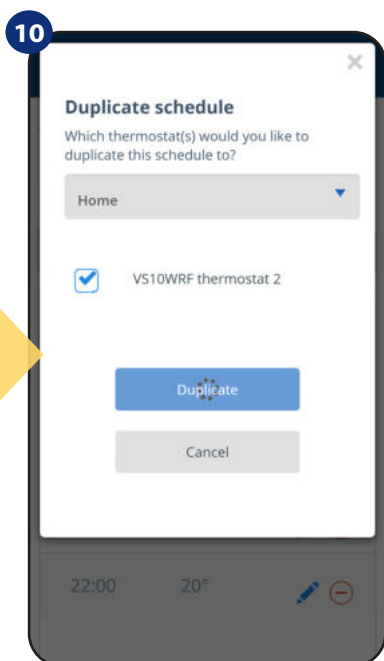 10
Duplicate schedule
Which thermostat(s) would you like to
duplicate this schedule to?
Home
VS10WRF thermostat 2
Duplicate
Cancel
22:00 20°